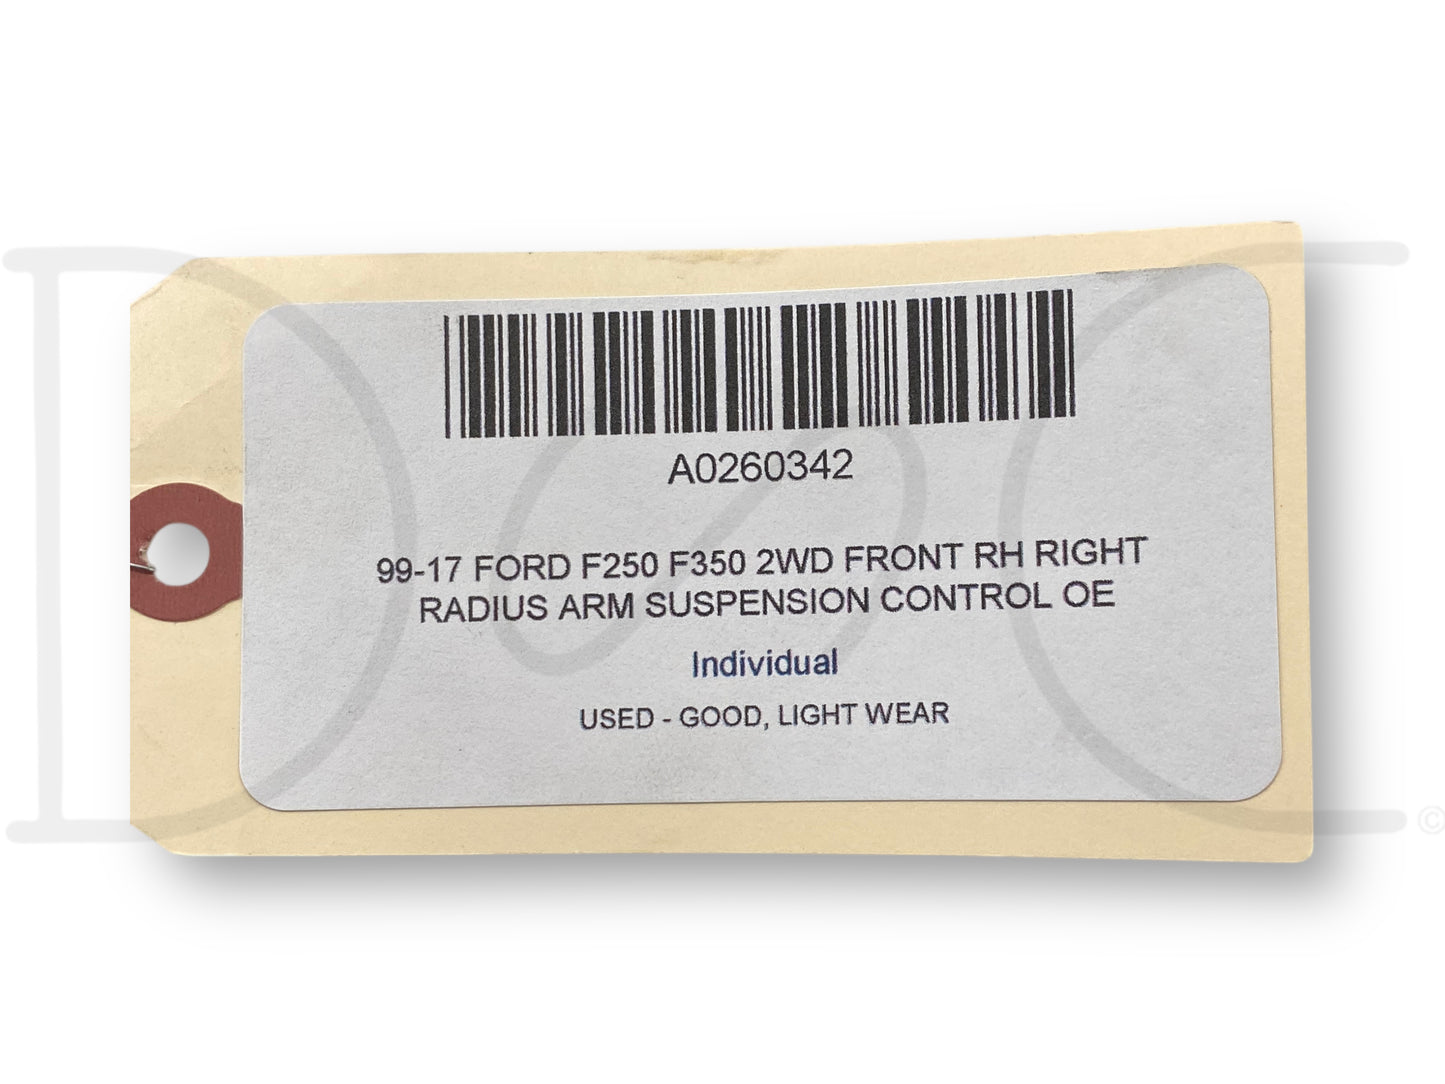 A0260342
99-17 FORD F250 F350 2WD FRONT RH RIGHT
RADIUS ARM SUSPENSION CONTROL OE
Individual
USED - GOOD, LIGHT WEAR
©